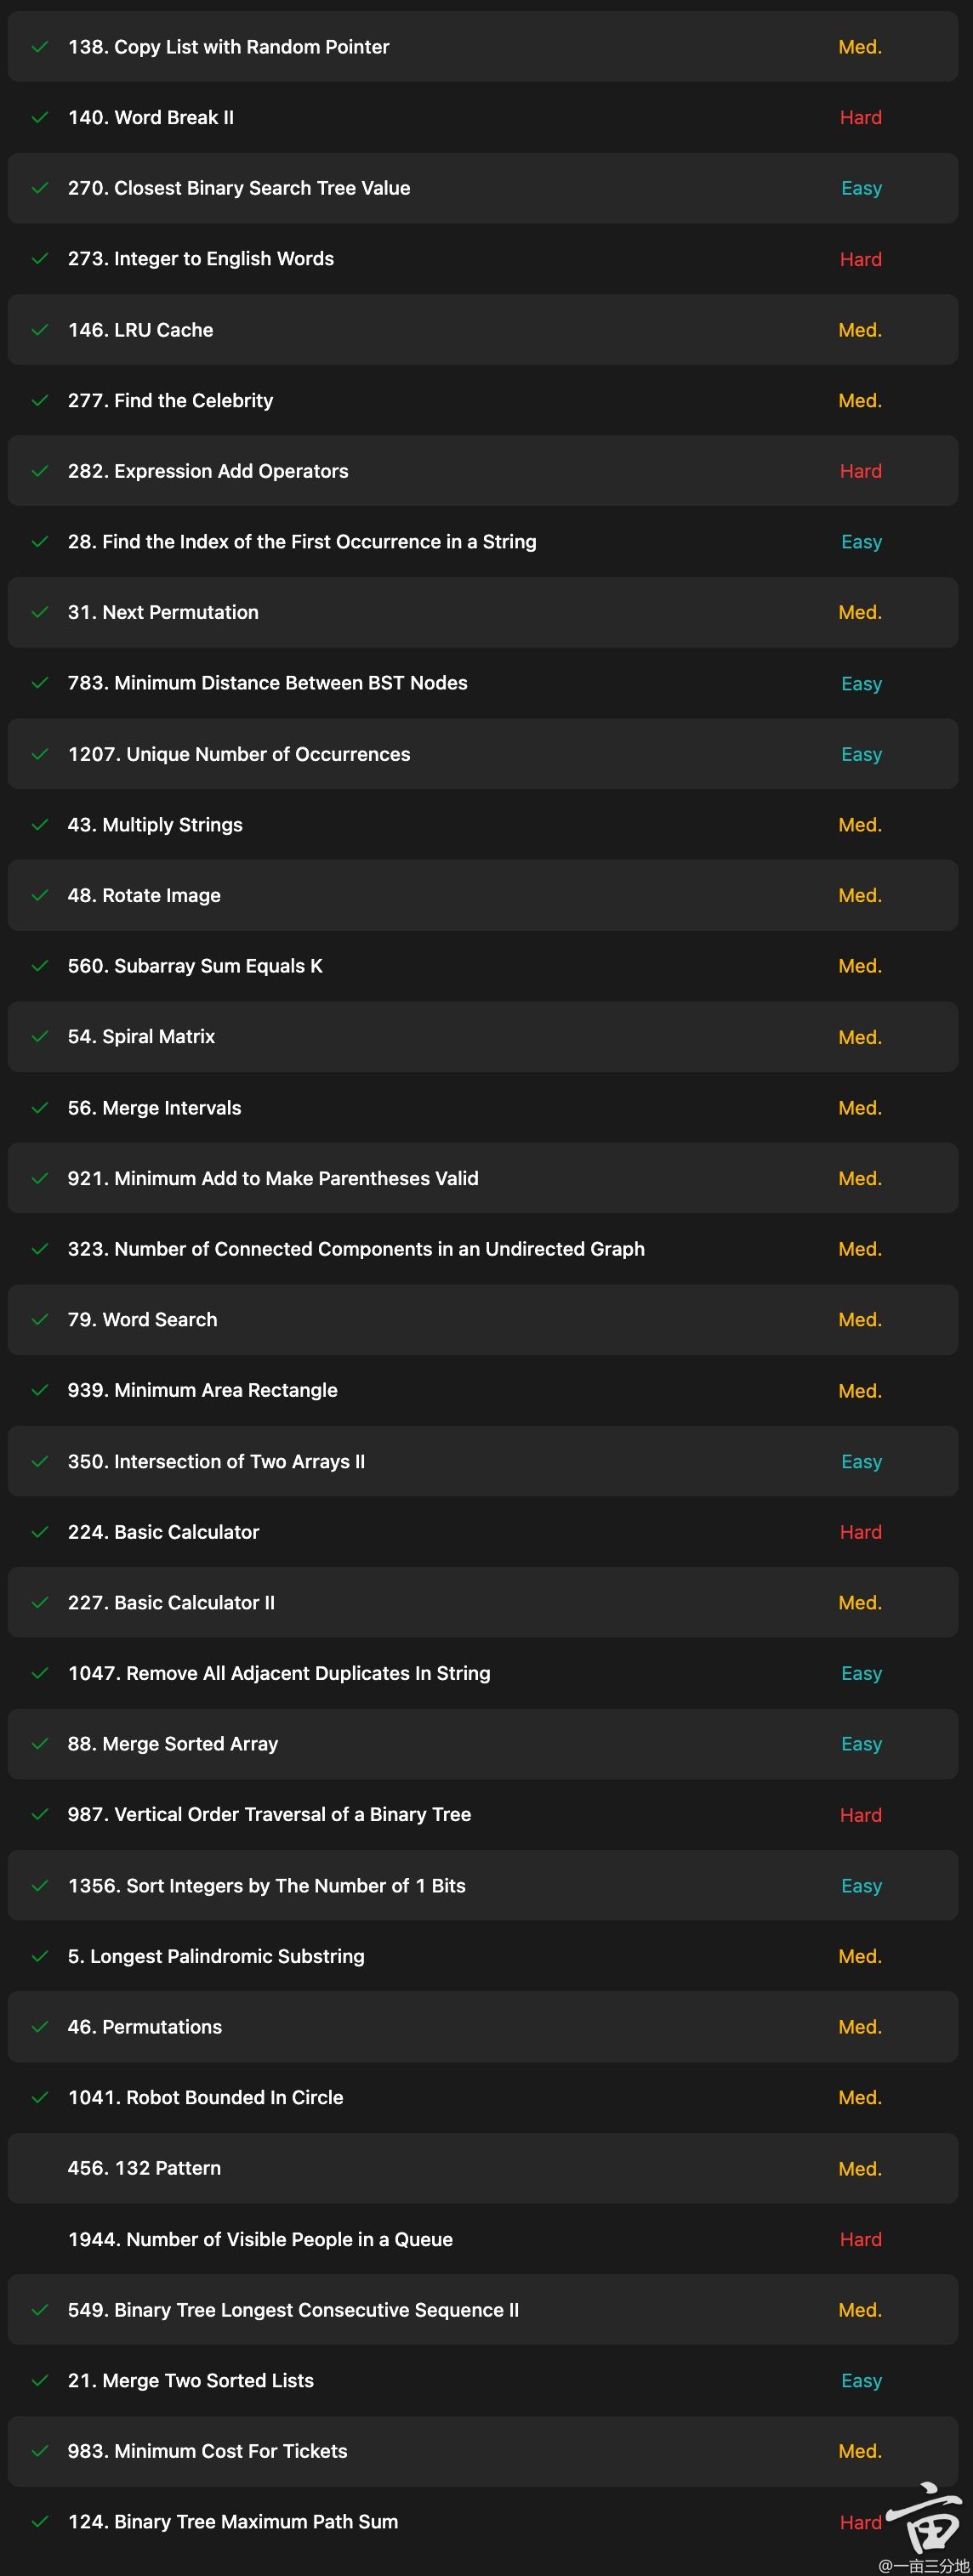 138. Copy List with Random Pointer Med.
140. Word Break II Hard
270. Closest Binary Search Tree Value Easy
273. Integer to English Words Hard
146. LRU Cache Med.
277. Find the Celebrity Med.
282. Expression Add Operators Hard
28. Find the Index of the First Occurrence in a String Easy
31. Next Permutation Med.
783. Minimum Distance Between BST Nodes Easy
1207. Unique Number of Occurrences Easy
43. Multiply Strings Med.
48. Rotate Image Med.
560. Subarray Sum Equals K Med.
54. Spiral Matrix Med.
56. Merge Intervals Med.
921. Minimum Add to Make Parentheses Valid Med.
323. Number of Connected Components in an Undirected Graph Med.
79. Word Search Med.
939. Minimum Area Rectangle Med.
350. Intersection of Two Arrays II Easy
224. Basic Calculator Hard
227. Basic Calculator II Med.
1047. Remove All Adjacent Duplicates In String Easy
88. Merge Sorted Array Easy
987. Vertical Order Traversal of a Binary Tree Hard
1356. Sort Integers by The Number of 1 Bits Easy
5. Longest Palindromic Substring Med.
46. Permutations Med.
1041. Robot Bounded In Circle Med.
456. 132 Pattern Med.
1944. Number of Visible People in a Queue Hard
549. Binary Tree Longest Consecutive Sequence II Med.
21. Merge Two Sorted Lists Easy
983. Minimum Cost For Tickets Med.
124. Binary Tree Maximum Path Sum Hard
亩
@一亩三分地